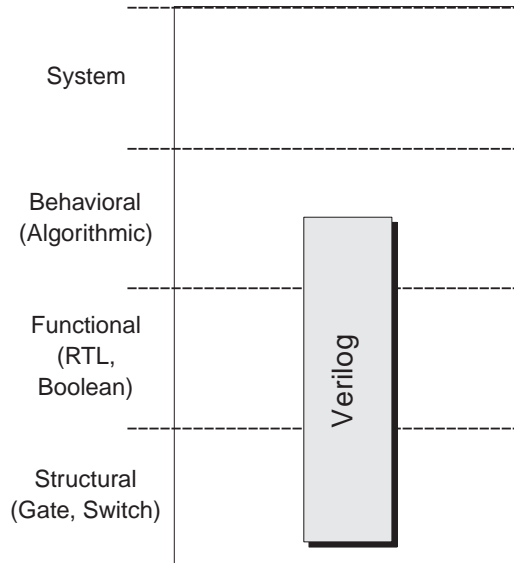 System
Behavioral
(Algorithmic)
Functional
(RTL,
Boolean)
Structural
(Gate, Switch)
Verilog